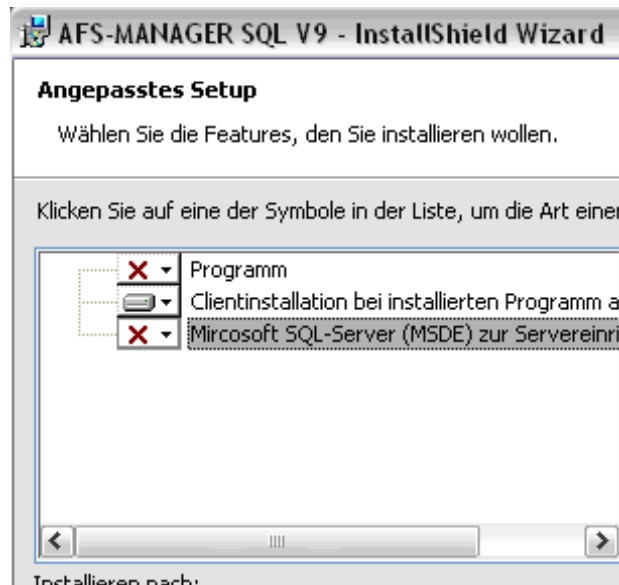 AFS-MANAGER SQL V9 - InstallShield Wizard
Angepasstes Setup
Wählen Sie die Features, den Sie installieren wollen.
Klicken Sie auf eine der Symbole in der Liste, um die Art einer
Programm
Clientinstallation bei installierten Programm a
Mircosoft SQL-Server (MSDE) zur Servereinri
Installieren nach: